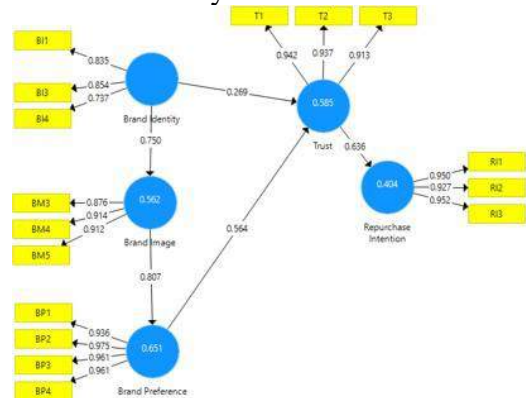 T1
T2
T3
BI1
BI3
BI4
0.835
0.854
0.737
0.942
0.937
0.913
Brand Identity
0.269
0.585
Trust
0.750
0.636
BM3
BM4
BM5
0.876
0.914
0.912
0.562
Brand Image
0.564
0.404
Repurchase
Intention
0.950
0.927
0.952
RI1
RI2
RI3
0.807
BP1
BP2
BP3
BP4
0.936
0.975
0.961
0.961
0.651
Brand Preference